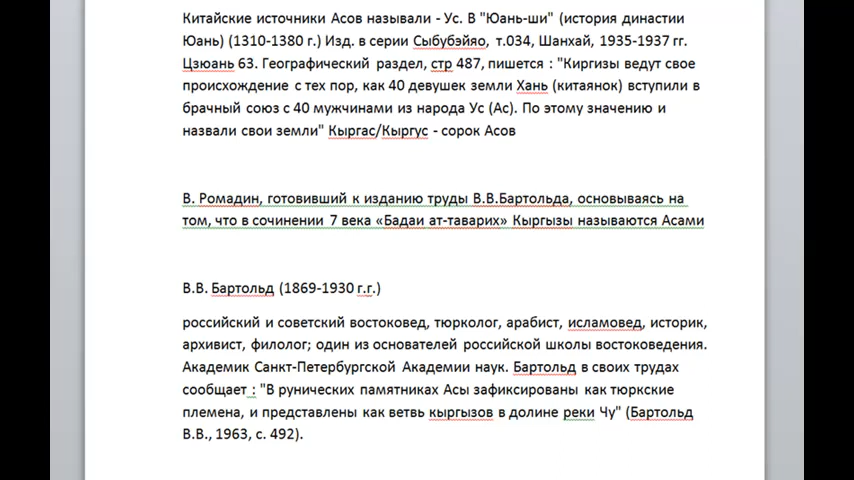 Китайские источники Асов называли - Ус. В "Юань-ши" (история династии
Юань) (1310-1380 г.) Изд. в серии Сыбубэйяо, т.034, Шанхай, 1935-1937 гг.
Цзюань 63. Географический раздел, стр 487, пишется : "Киргизы ведут свое
происхождение с тех пор, как 40 девушек земли Хань (китаянок) вступили в
брачный союз с 40 мужчинами из народа Ус (Ас). По этому значению и
назвали свои земли" Кыргас/Кыргус - сорок Асов
В. Ромадин, готовивший к изданию труды В.В.Бартольда, основываясь на
том, что в сочинении 7 века «Бадаи ат-таварих» Кыргызы называются Асами
В.В. Бартольд (1869-1930 г.г.)
российский и советский востоковед, тюрколог, арабист, исламовед, историк,
архивист, филолог; один из основателей российской школы востоковедения.
Академик Санкт-Петербургской Академии наук. Бартольд в своих трудах
сообщает : "В рунических памятниках Асы зафиксированы как тюркские
племена, и представлены как ветвь кыргызов в долине реки Чу" (Бартольд
В.В., 1963, с. 492).